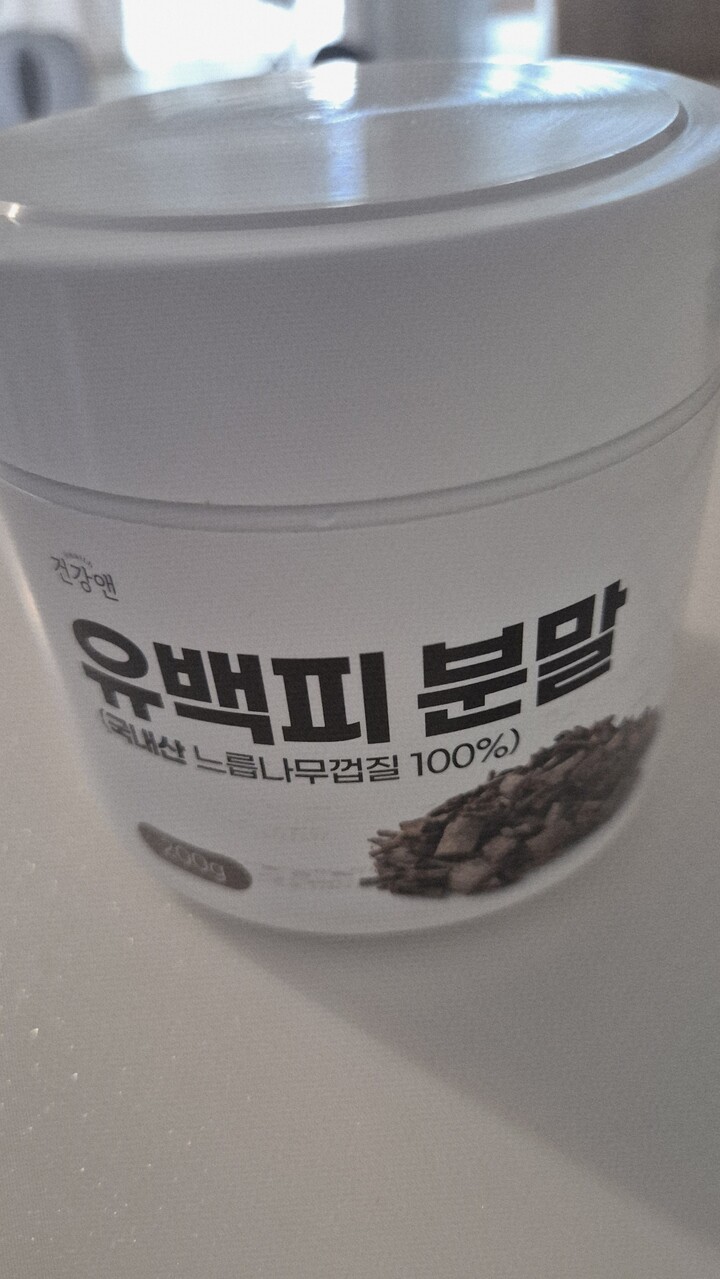 건강앤
유백피 분말
(국내산 느릅나무껍질 100%)
200g